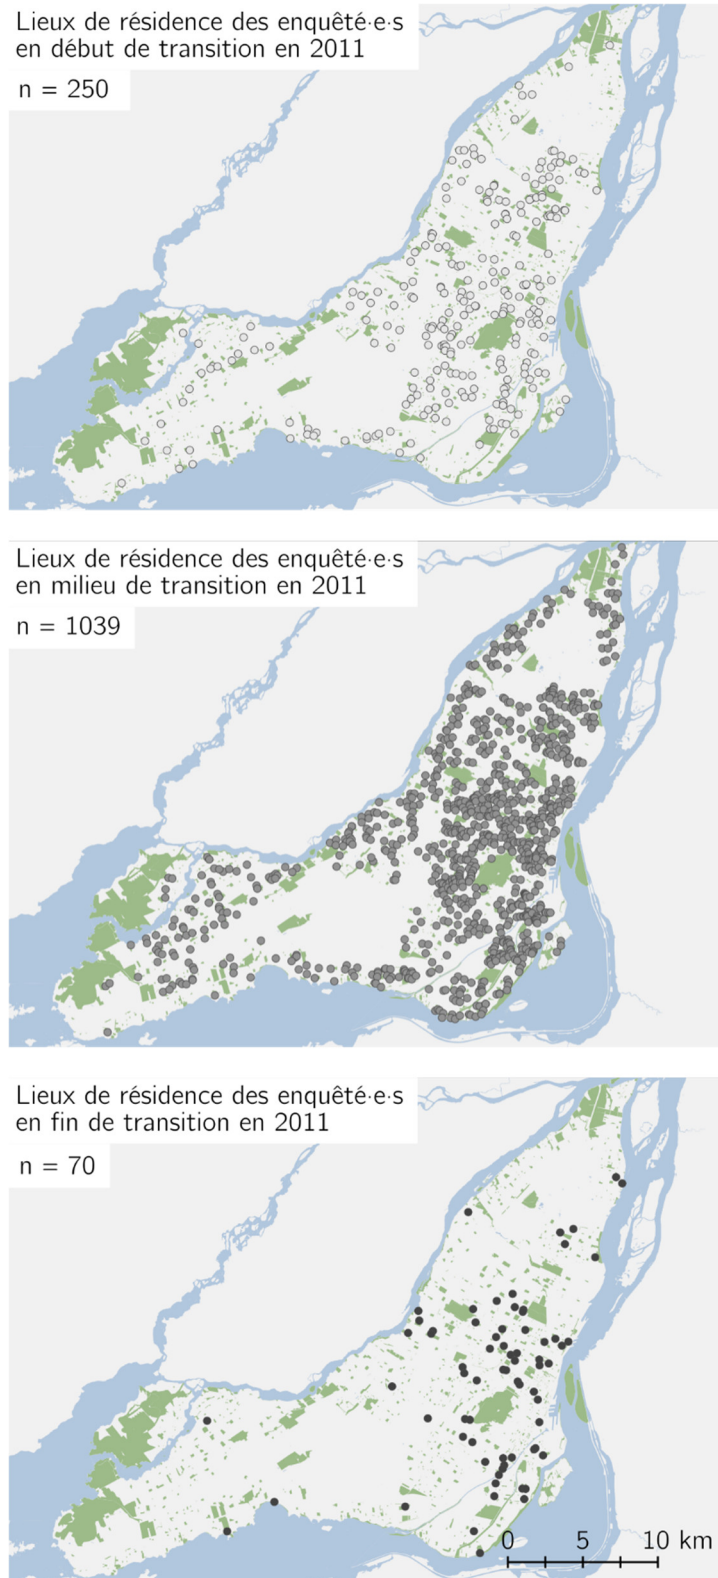 Lieux de résidence des enquêté·e·s
en début de transition en 2011
n = 250
Lieux de résidence des enquêté·e·s
en milieu de transition en 2011
n = 1039
Lieux de résidence des enquêté·e·s
en fin de transition en 2011
n = 70
0 5 10 km